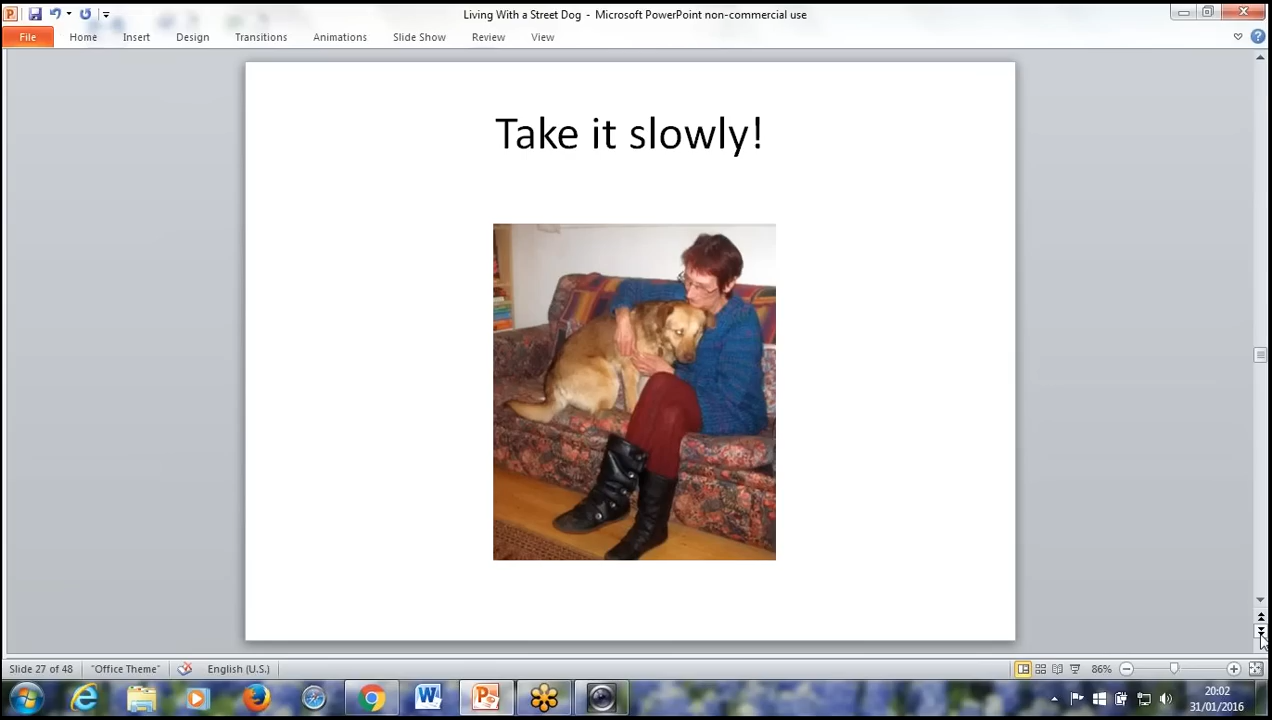 Living With a Street Dog - Microsoft PowerPoint non-commercial use
File Home Insert Design Transitions Animations Slide Show Review View
Take it slowly!
Slide 27 of 48 "Office Theme" English (U.S.) 86%
20:02
31/01/2016